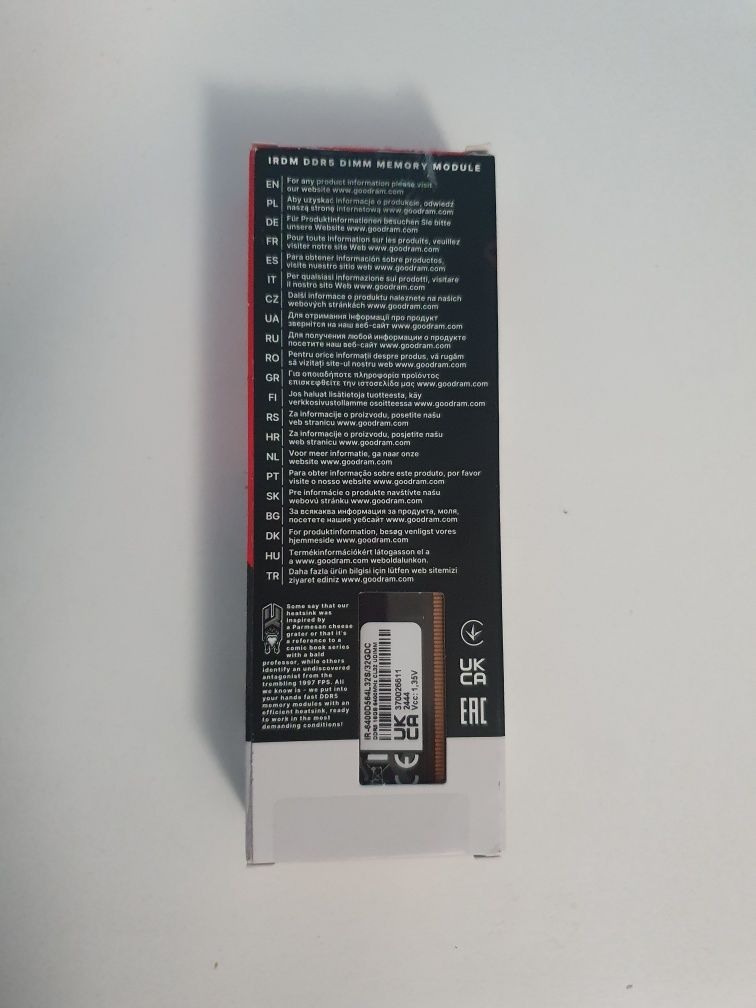 IRDM DDR5 DIMM MEMORY MODULE
EN For any product information please visit
our website www.goodram.com
PL Aby uzyskać informacje o produkcie, odwiedź
naszą stronę internetową www.goodram.com
DE Für Produktinformationen besuchen Sie bitte
unsere Website www.goodram.com
FR Pour toute information sur les produits, veuillez
visiter notre site Web www.goodram.com
ES Para obtener información sobre productos,
visite nuestro sitio web www.goodram.com
IT Per qualsiasi informazione sui prodotti, visitare
il nostro sito Web www.goodram.com
CZ Další informace o produktu naleznete na našich
webových stránkách www.goodram.com
UA Для отримання інформації про продукт
звернітся на наш веб-сайт www.goodram.com
RU Для получения любой информации о продукте
посетите наш веб-сайт www.goodram.com
RO Pentru orice informații despre produs, vă rugăm
să vizitați site-ul nostru web www.goodram.com
GR Για οποιαδήποτε πληροφορία προϊόντος
επισκεφθείτε την ιστοσελίδα μας www.goodram.com
FI Jos haluat lisätietoja tuotteesta, käy
verkkosivustollamme osoitteessa www.goodram.com
RS Za informacije o proizvodu, posetite našu
veb stranicu www.goodram.com
HR Za informacije o proizvodu, posjetite našu
web stranicu www.goodram.com
NL Voor meer informatie, ga naar onze
website www.goodram.com
PT Para obter informação sobre este produto, por favor
visite o nosso website www.goodram.com
SK Pre informácie o produkte navštívte našu
webovú stránku www.goodram.com
BG За всякаква информация за продукта, моля,
посетете нашия уебсайт www.goodram.com
DK For produktinformation, besøg venligst vores
hjemmeside www.goodram.com
HU Termékinformációkért látogasson el a
a www.goodram.com weboldalunkon.
TR Daha fazla ürün bilgisi için lütfen web sitemizi
ziyaret ediniz www.goodram.com
Some say that our
heatsink was
inspired by
a Parmesan cheese
grater or that it's
a reference to a
comic book series
with a bald
professor, while others
identify an undiscovered
antagonist from the
trembling 1997 FPS. All
we know is - we put into
your hands fast DDR5
memory modules with an
efficient heatsink, ready
to work in the most
demanding conditions!
IR-6400D564L32S/32GDC
DDR5 16GB 6400MHz CL32 UDIMM
370026611
2444
Vcc: 1,35V
UK
CA
CE
UK
CA
EAC